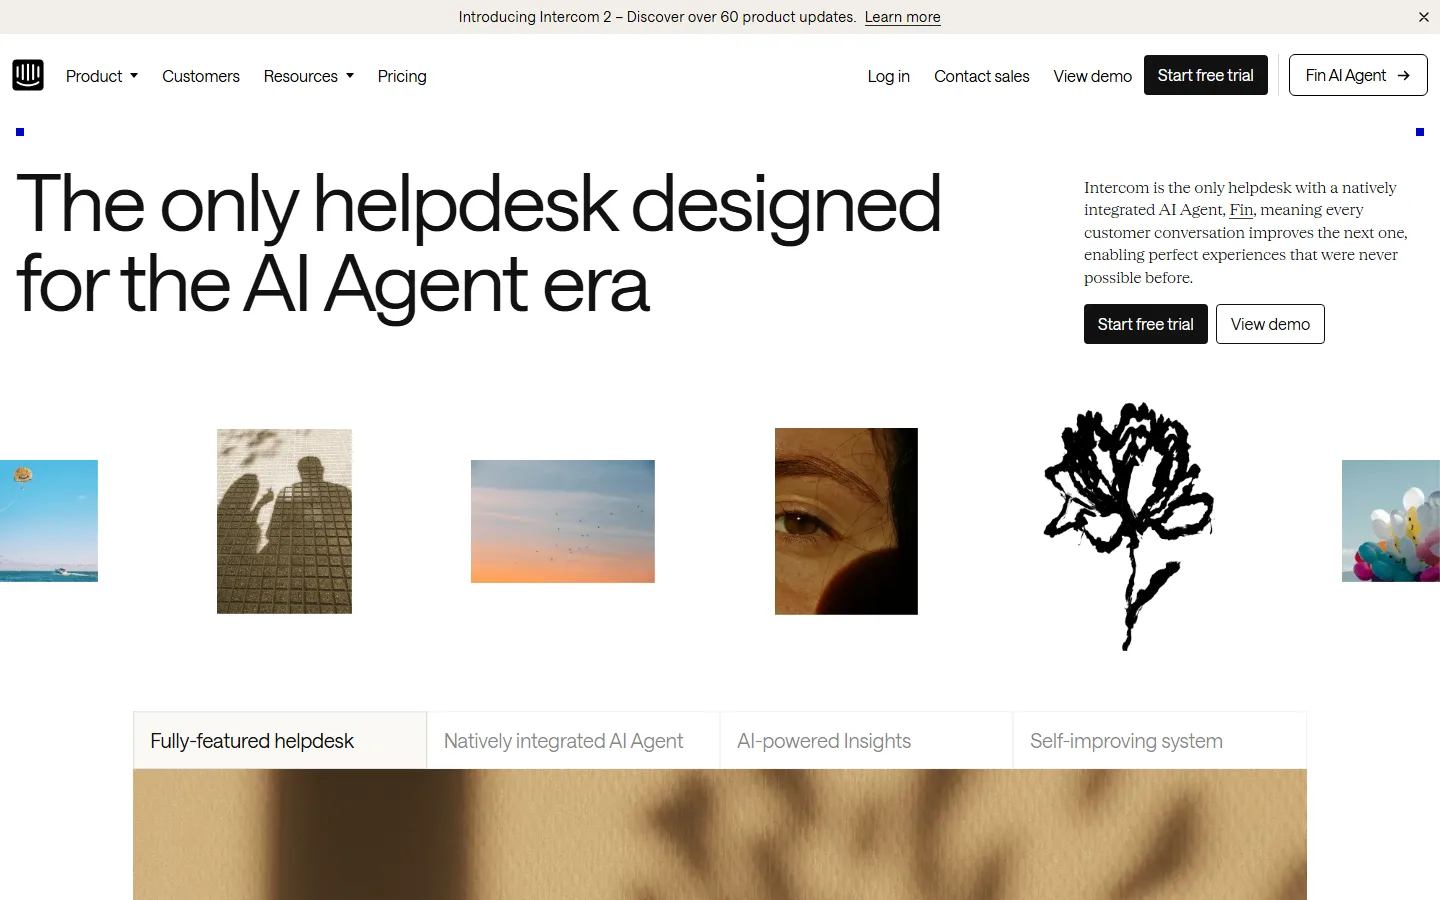 Introducing Intercom 2 – Discover over 60 product updates. Learn more
Product Customers Resources Pricing
Log in Contact sales View demo Start free trial Fin AI Agent →
The only helpdesk designed
for the AI Agent era
Intercom is the only helpdesk with a natively
integrated AI Agent, Fin, meaning every
customer conversation improves the next one,
enabling perfect experiences that were never
possible before.
Start free trial View demo
Fully-featured helpdesk Natively integrated AI Agent AI-powered Insights Self-improving system